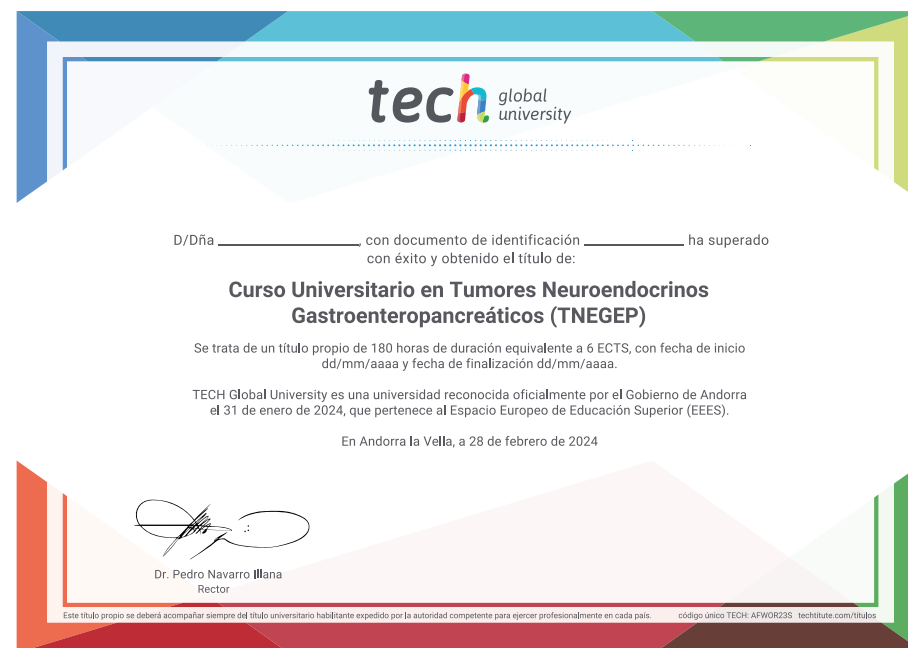 tech global
university
D/Dña ____________________, con documento de identificación ______________ ha superado
con éxito y obtenido el título de:
Curso Universitario en Tumores Neuroendocrinos
Gastroenteropancreáticos (TNEGEP)
Se trata de un título propio de 180 horas de duración equivalente a 6 ECTS, con fecha de inicio
dd/mm/aaaa y fecha de finalización dd/mm/aaaa.
TECH Global University es una universidad reconocida oficialmente por el Gobierno de Andorra
el 31 de enero de 2024, que pertenece al Espacio Europeo de Educación Superior (EEES).
En Andorra la Vella, a 28 de febrero de 2024
Dr. Pedro Navarro Illana
Rector
Este título propio se deberá acompañar siempre del título universitario habilitante expedido por la autoridad competente para ejercer profesionalmente en cada país. código único TECH: AFWOR23S techtitute.com/titulos